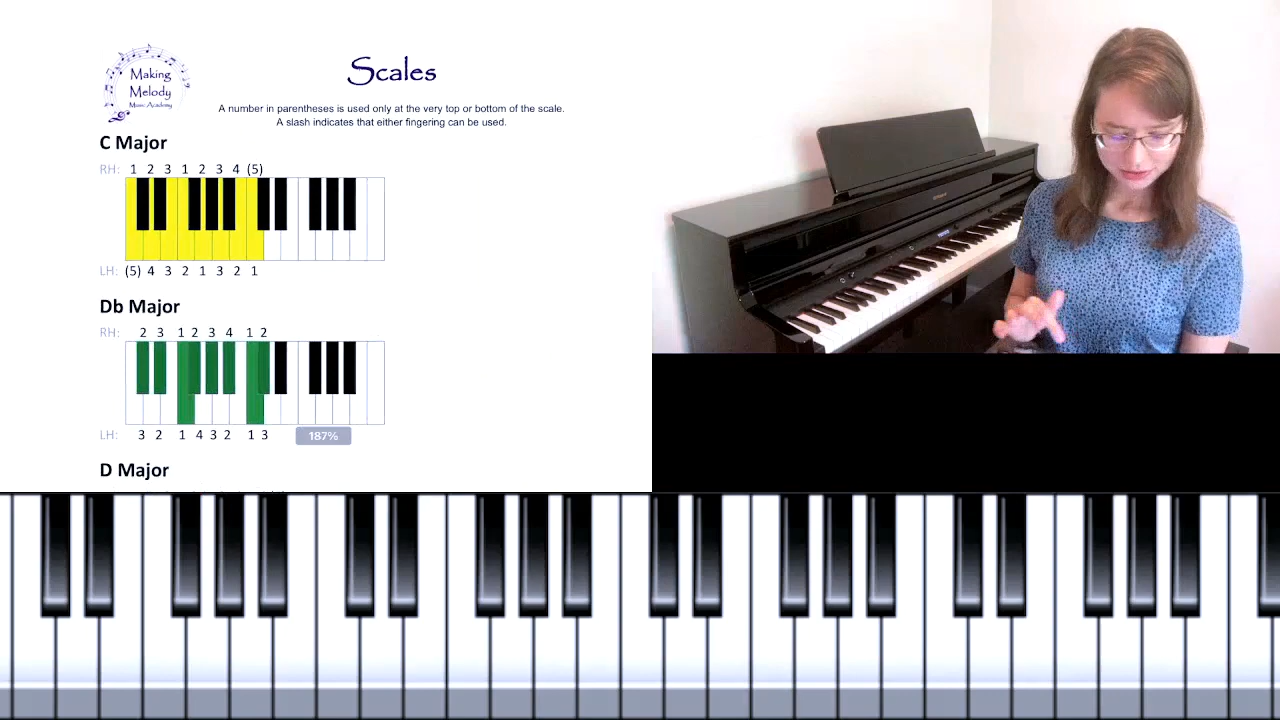 Making
Melody
Music Academy
Scales
A number in parentheses is used only at the very top or bottom of the scale.
A slash indicates that either fingering can be used.
C Major
RH: 1 2 3 1 2 3 4 (5)
LH: (5) 4 3 2 1 3 2 1
Db Major
RH: 2 3 1 2 3 4 1 2
LH: 3 2 1 4 3 2 1 3
187%
D Major